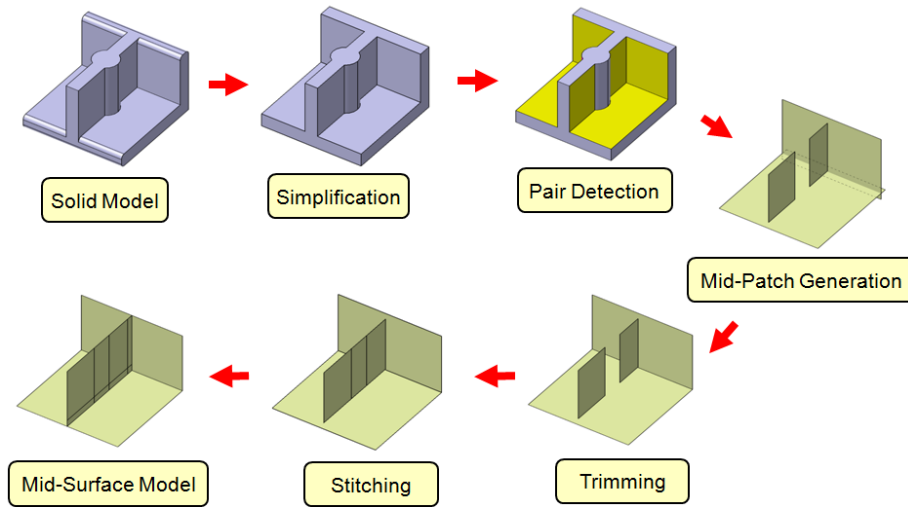 Solid Model
Simplification
Pair Detection
Mid-Patch Generation
Trimming
Stitching
Mid-Surface Model